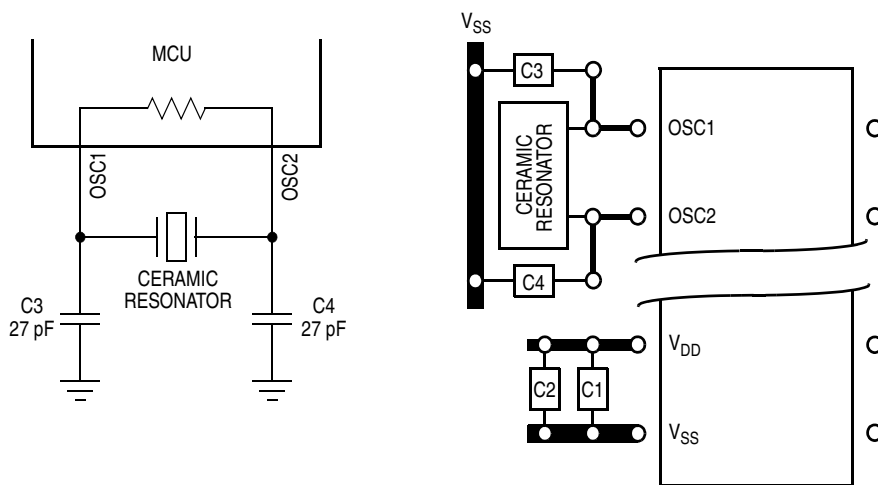 MCU
OSC1
OSC2
CERAMIC
RESONATOR
C3
27 pF
C4
27 pF
VSS
C3
OSC1
CERAMIC
RESONATOR
OSC2
C4
VDD
C2
C1
VSS